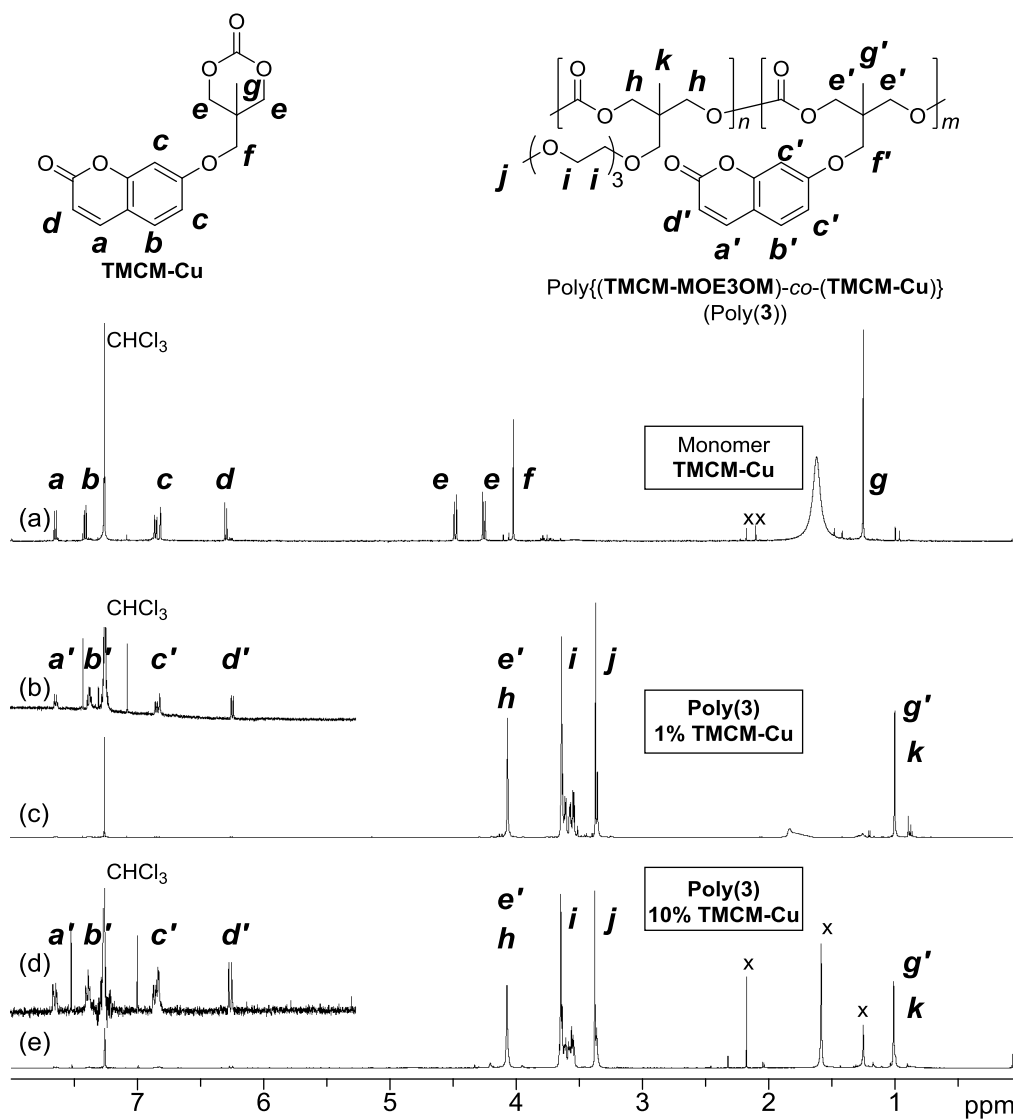 O
O
O
g
e
e
c
O
f
O
O
d
c
a
b
TMCM-Cu
O
O
h
k
h
O
O
n
O
O
g'
e'
e'
O
O
m
j
O
i
i
3
O
O
O
c'
O
f'
d'
c'
a'
b'
Poly{(TMCM-MOE3OM)-co-(TMCM-Cu)}
(Poly(3))
CHCl3
Monomer
TMCM-Cu
a
b
c
d
e
e
f
g
xx
(a)
CHCl3
a'
b'
c'
d'
e'
h
i
j
Poly(3)
1% TMCM-Cu
g'
k
(b)
(c)
CHCl3
a'
b'
c'
d'
e'
h
i
j
Poly(3)
10% TMCM-Cu
x
x
x
g'
k
(d)
(e)
7 6 5 4 3 2 1 ppm